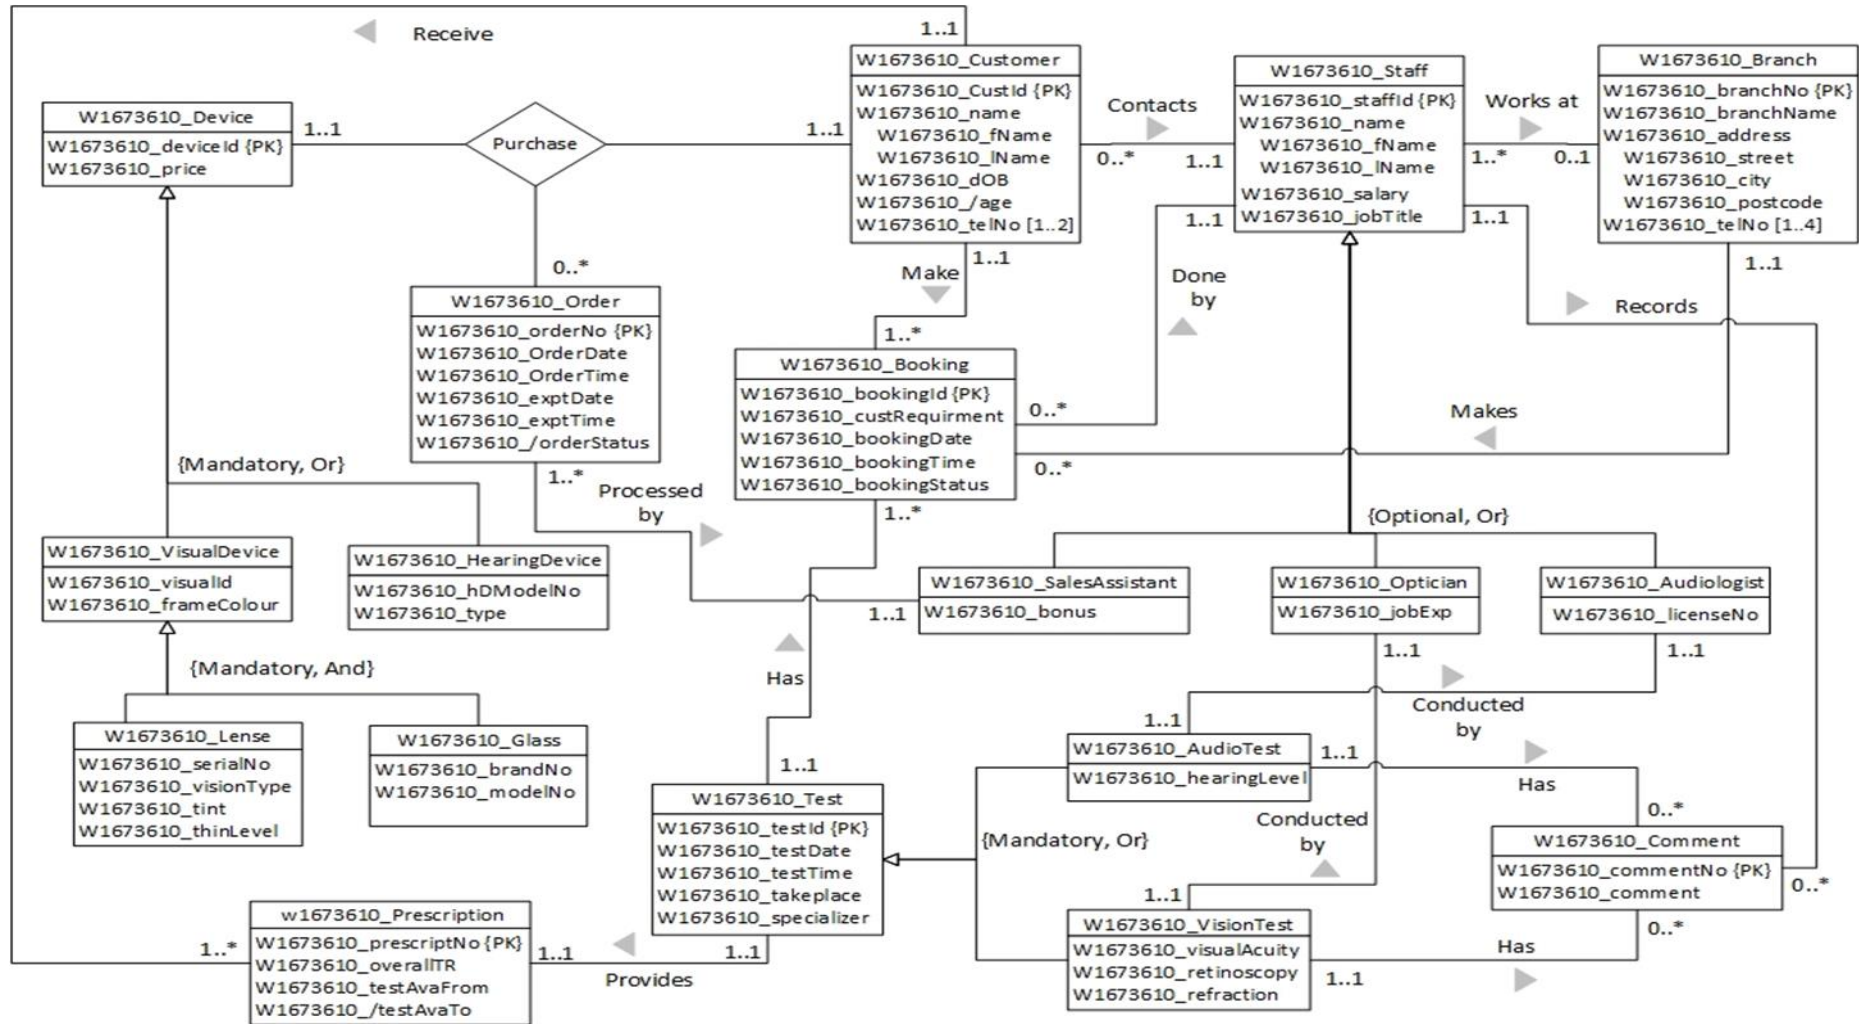 Receive
1..1
W1673610_Customer
W1673610_CustId {PK}
W1673610_name
W1673610_fName
W1673610_lName
W1673610_dOB
W1673610_/age
W1673610_telNo [1..2]
Contacts
0..*
1..1
W1673610_Staff
W1673610_staffId {PK}
W1673610_name
W1673610_fName
W1673610_lName
W1673610_salary
W1673610_jobTitle
Works at
1..*
0..1
W1673610_Branch
W1673610_branchNo {PK}
W1673610_branchName
W1673610_address
W1673610_street
W1673610_city
W1673610_postcode
W1673610_telNo [1..4]
W1673610_Device
W1673610_deviceId {PK}
W1673610_price
1..1
Purchase
1..1
0..*
W1673610_Order
W1673610_orderNo {PK}
W1673610_OrderDate
W1673610_OrderTime
W1673610_exptDate
W1673610_exptTime
W1673610_/orderStatus
1..*
Processed
by
1..1
Make
1..1
1..*
W1673610_Booking
W1673610_bookingId {PK}
W1673610_custRequirment
W1673610_bookingDate
W1673610_bookingTime
W1673610_bookingStatus
1..*
0..*
0..*
1..1
Done
by
1..1
Records
1..1
Makes
{Mandatory, Or}
W1673610_VisualDevice
W1673610_visualId
W1673610_frameColour
W1673610_HearingDevice
W1673610_hDModelNo
W1673610_type
{Optional, Or}
W1673610_SalesAssistant
W1673610_bonus
W1673610_Optician
W1673610_jobExp
W1673610_Audiologist
W1673610_licenseNo
{Mandatory, And}
W1673610_Lense
W1673610_serialNo
W1673610_visionType
W1673610_tint
W1673610_thinLevel
W1673610_Glass
W1673610_brandNo
W1673610_modelNo
Has
1..1
W1673610_Test
W1673610_testId {PK}
W1673610_testDate
W1673610_testTime
W1673610_takeplace
W1673610_specializer
1..1
1..1
Conducted
by
1..1
W1673610_AudioTest
W1673610_hearingLevel
1..1
Has
0..*
{Mandatory, Or}
Conducted
by
1..1
W1673610_VisionTest
W1673610_visualAcuity
W1673610_retinoscopy
W1673610_refraction
1..1
Has
0..*
W1673610_Comment
W1673610_commentNo {PK}
W1673610_comment
0..*
1..*
w1673610_Prescription
W1673610_prescriptNo {PK}
W1673610_overallTR
W1673610_testAvaFrom
W1673610_/testAvaTo
1..1
Provides
1..1